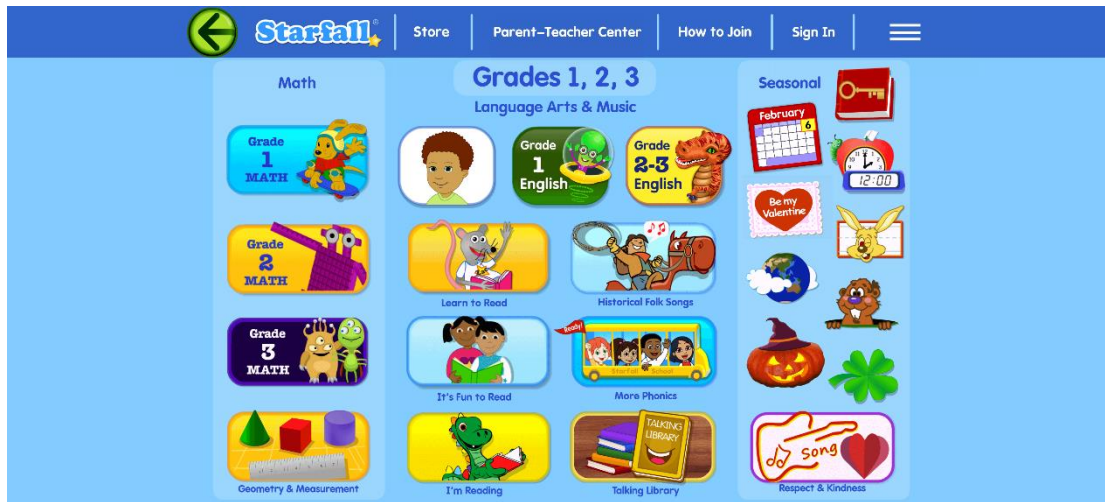 Starfall
Store
Parent-Teacher Center
How to Join
Sign In
Math
Grades 1, 2, 3
Language Arts & Music
Seasonal
Grade
1
MATH
Grade
1
English
Grade
2-3
English
February
6
12:00
Be my
Valentine
Grade
2
MATH
Learn to Read
Historical Folk Songs
Grade
3
MATH
Ready!
Starfall School
It's Fun to Read
More Phonics
TALKING
LIBRARY
song
Geometry & Measurement
I'm Reading
Talking Library
Respect & Kindness